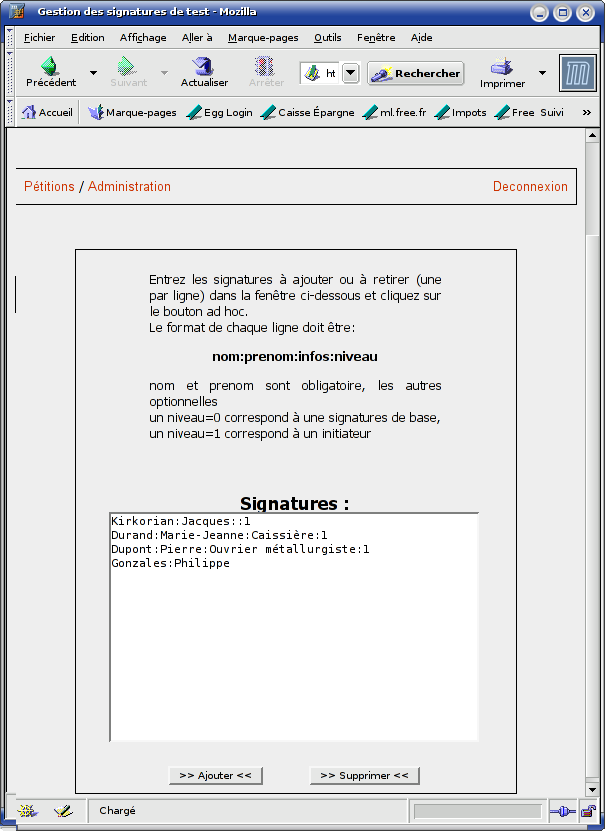 Gestion des signatures de test - Mozilla
Fichier Edition Affichage Aller à Marque-pages Outils Fenêtre Aide
Précédent Suivant Actualiser Arrêter ht Rechercher Imprimer
Accueil Marque-pages Egg Login Caisse Épargne ml.free.fr Impots Free Suivi »
Pétitions / Administration Deconnexion
Entrez les signatures à ajouter ou à retirer (une
par ligne) dans la fenêtre ci-dessous et cliquez sur
le bouton ad hoc.
Le format de chaque ligne doit être:
nom:prenom:infos:niveau
nom et prenom sont obligatoire, les autres
optionnelles
un niveau=0 correspond à une signatures de base,
un niveau=1 correspond à un initiateur
Signatures :
Kirkorian:Jacques::1
Durand:Marie-Jeanne:Caissière:1
Dupont:Pierre:Ouvrier métallurgiste:1
Gonzales:Philippe
>> Ajouter << >> Supprimer <<
Chargé